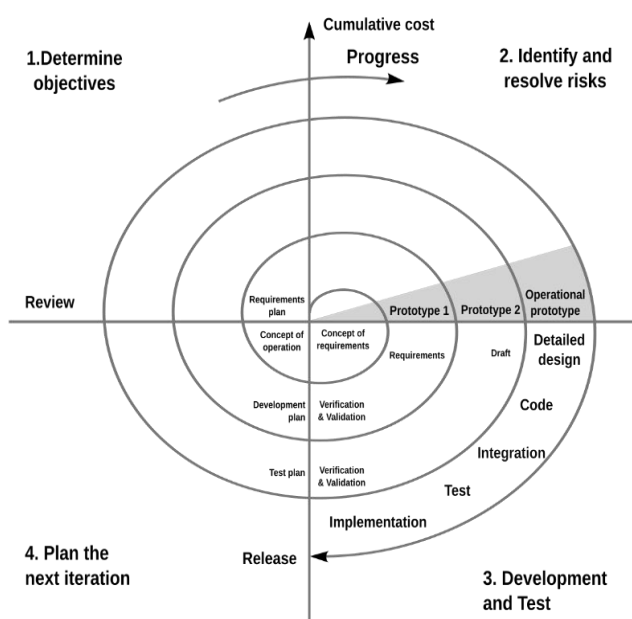 Cumulative cost
1.Determine
objectives
Progress
2. Identify and
resolve risks
Review
Requirements
plan
Prototype 1
Prototype 2
Operational
prototype
Concept of
operation
Concept of
requirements
Requirements
Draft
Detailed
design
Development
plan
Verification
& Validation
Code
Integration
Test plan
Verification
& Validation
Test
Implementation
Release
4. Plan the
next iteration
3. Development
and Test